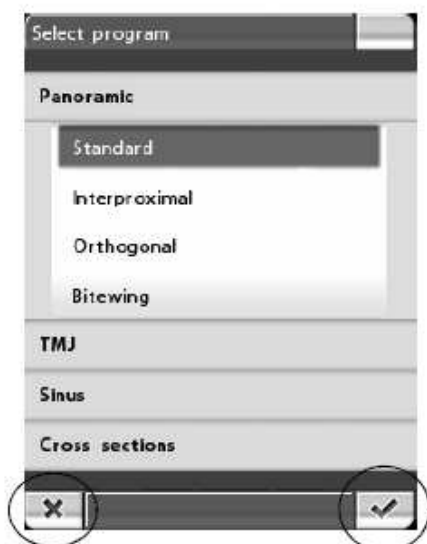 Select program
Panoramic
Standard
Interproximal
Orthogonal
Bitewing
TMJ
Sinus
Cross sections